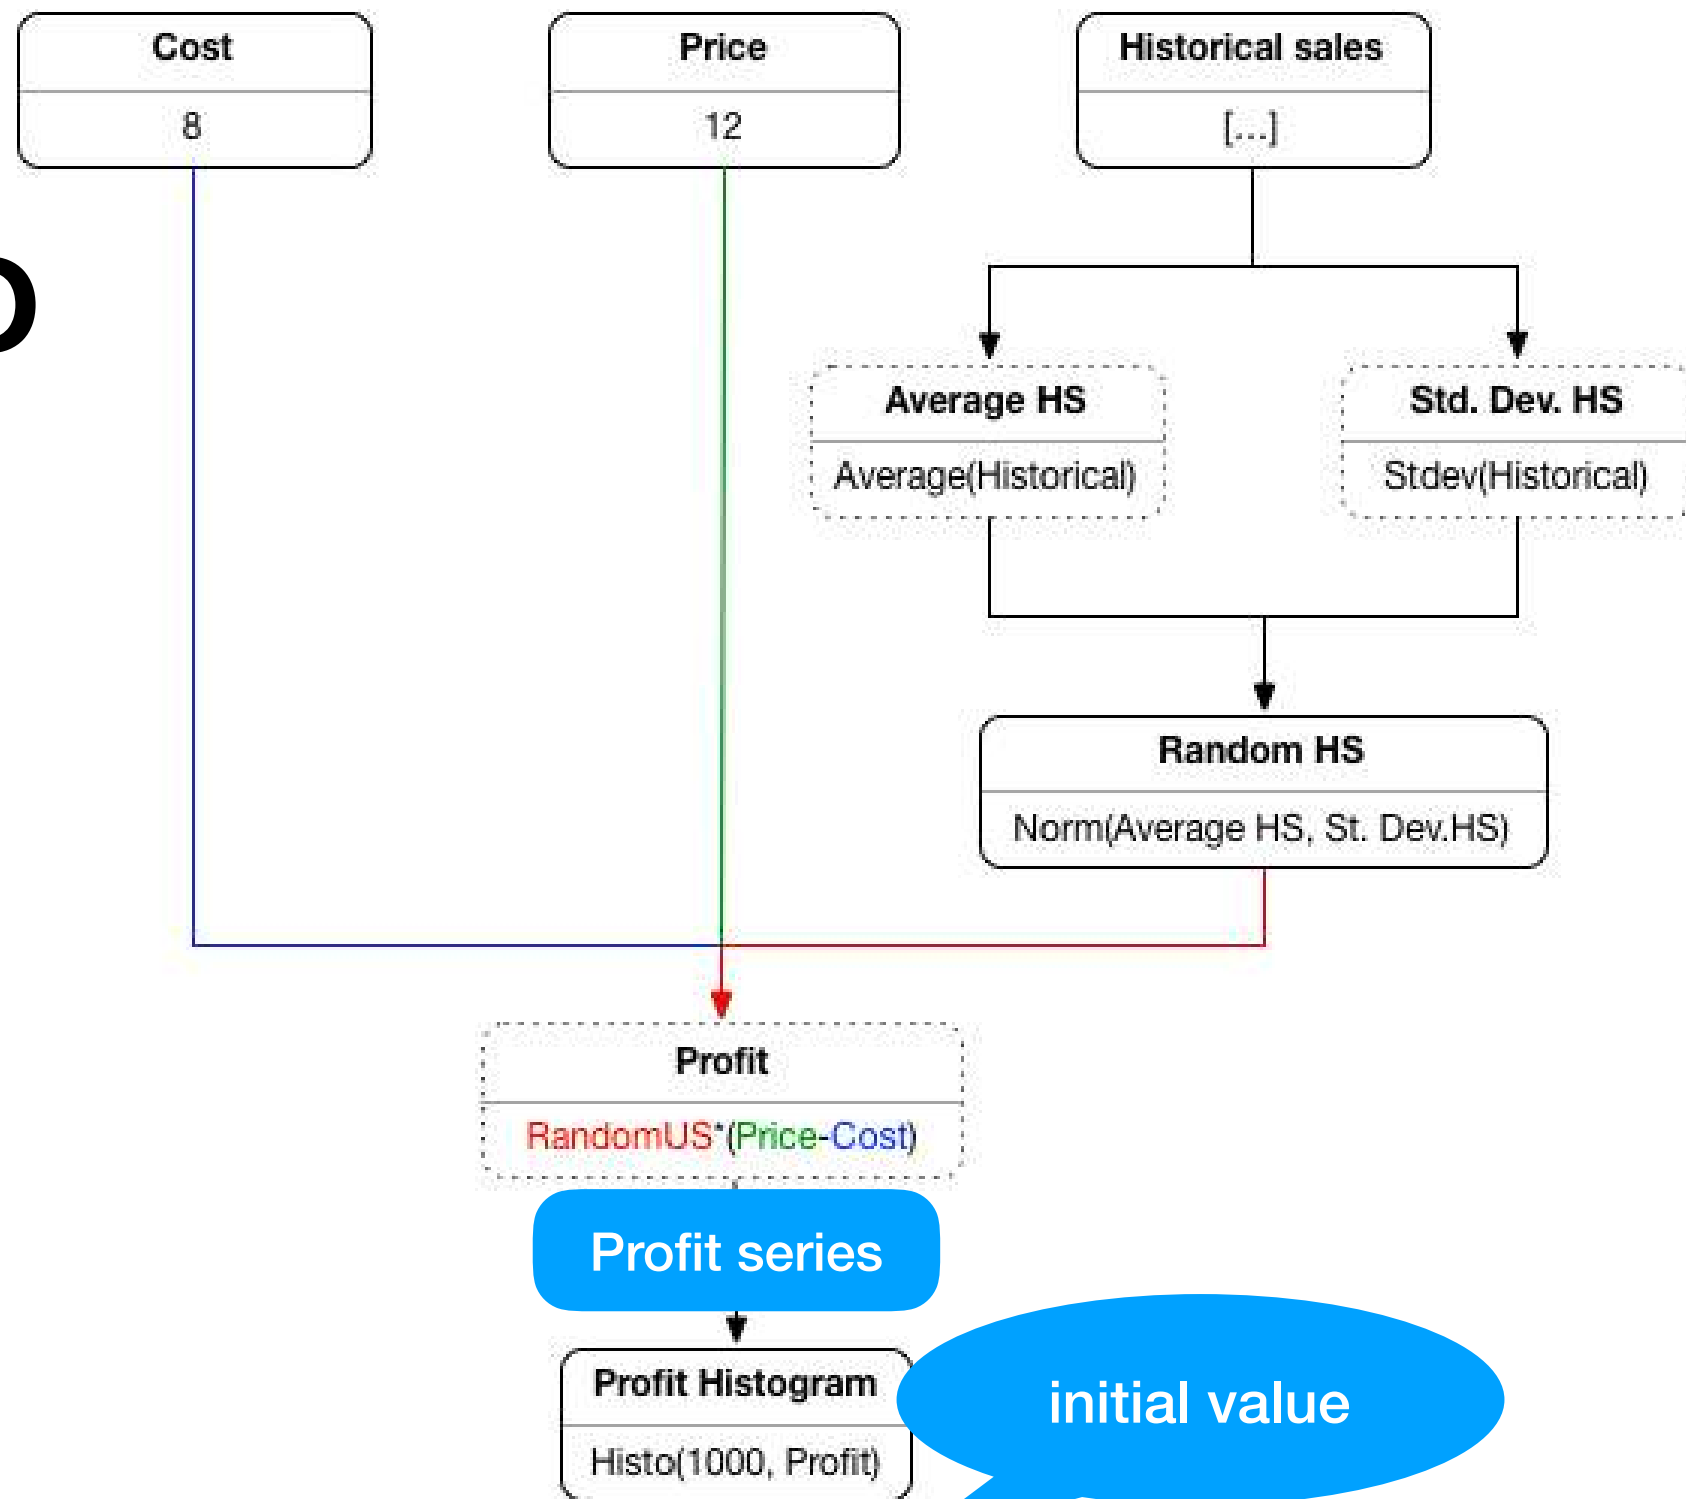 Cost
8
Price
12
Historical sales
[...]
Average HS
Average(Historical)
Std. Dev. HS
Stdev(Historical)
Random HS
Norm(Average HS, St. Dev.HS)
Profit
RandomUS*(Price-Cost)
Profit series
Profit Histogram
Histo(1000, Profit)
initial value